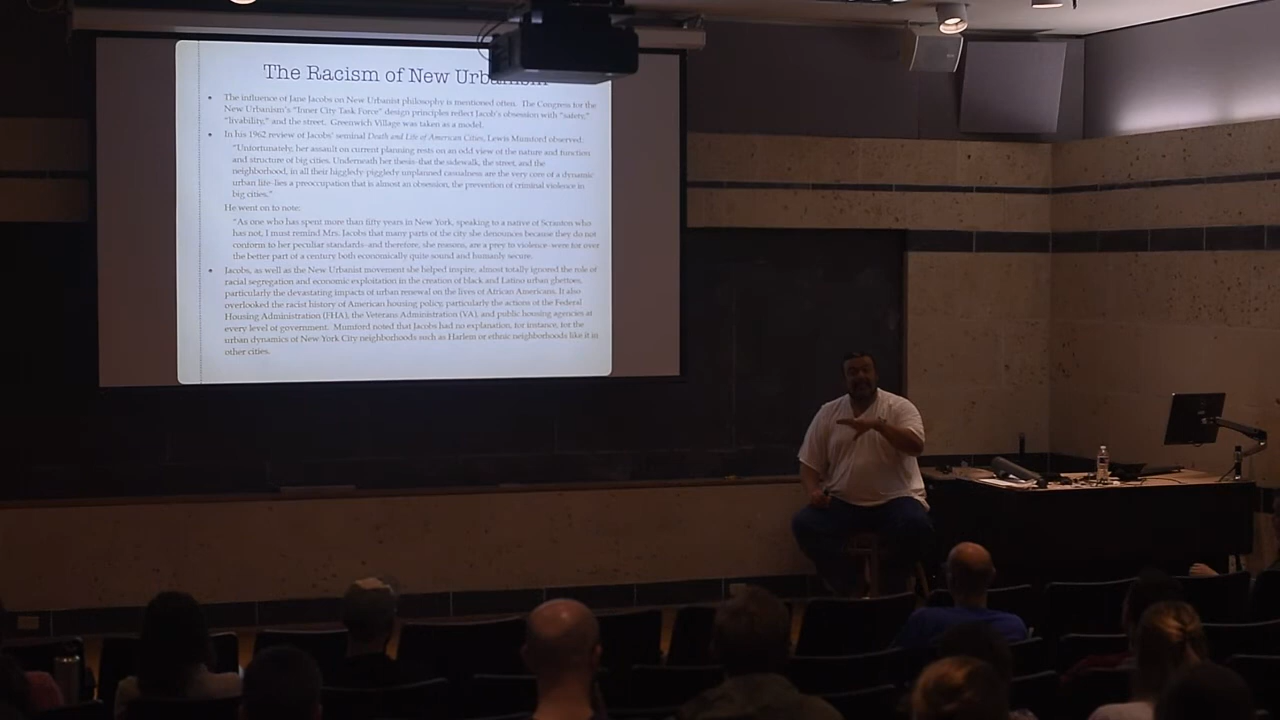 The Racism of New Urbanism
• The influence of Jane Jacobs on New Urbanist philosophy is mentioned often. The Congress for the
New Urbanism's "Inner City Task Force" design principles reflect Jacob's obsession with "safety,"
"livability," and the street. Greenwich Village was taken as a model.
• In his 1962 review of Jacobs' seminal Death and Life of American Cities, Lewis Mumford observed:
"Unfortunately, her assault on current planning rests on an odd view of the nature and function
and structure of big cities. Underneath her thesis–that the sidewalk, the street, and the
neighborhood, in all their higgledy-piggledy unplanned casualness are the very core of a dynamic
urban life–lies a preoccupation that is almost an obsession, the prevention of criminal violence in
big cities."
He went on to note:
"As one who has spent more than fifty years in New York, speaking to a native of Scranton who
has not, I must remind Mrs. Jacobs that many parts of the city she denounces because they do not
conform to her peculiar standards–and therefore, she reasons, are a prey to violence–were for over
the better part of a century both economically quite sound and humanly secure.
• Jacobs, as well as the New Urbanist movement she helped inspire, almost totally ignored the role of
racial segregation and economic exploitation in the creation of black and Latino urban ghettoes,
particularly the devastating impacts of urban renewal on the lives of African Americans. It also
overlooked the racist history of American housing policy, particularly the actions of the Federal
Housing Administration (FHA), the Veterans Administration (VA), and public housing agencies at
every level of government. Mumford noted that Jacobs had no explanation, for instance, for the
urban dynamics of New York City neighborhoods such as Harlem or ethnic neighborhoods like it in
other cities.